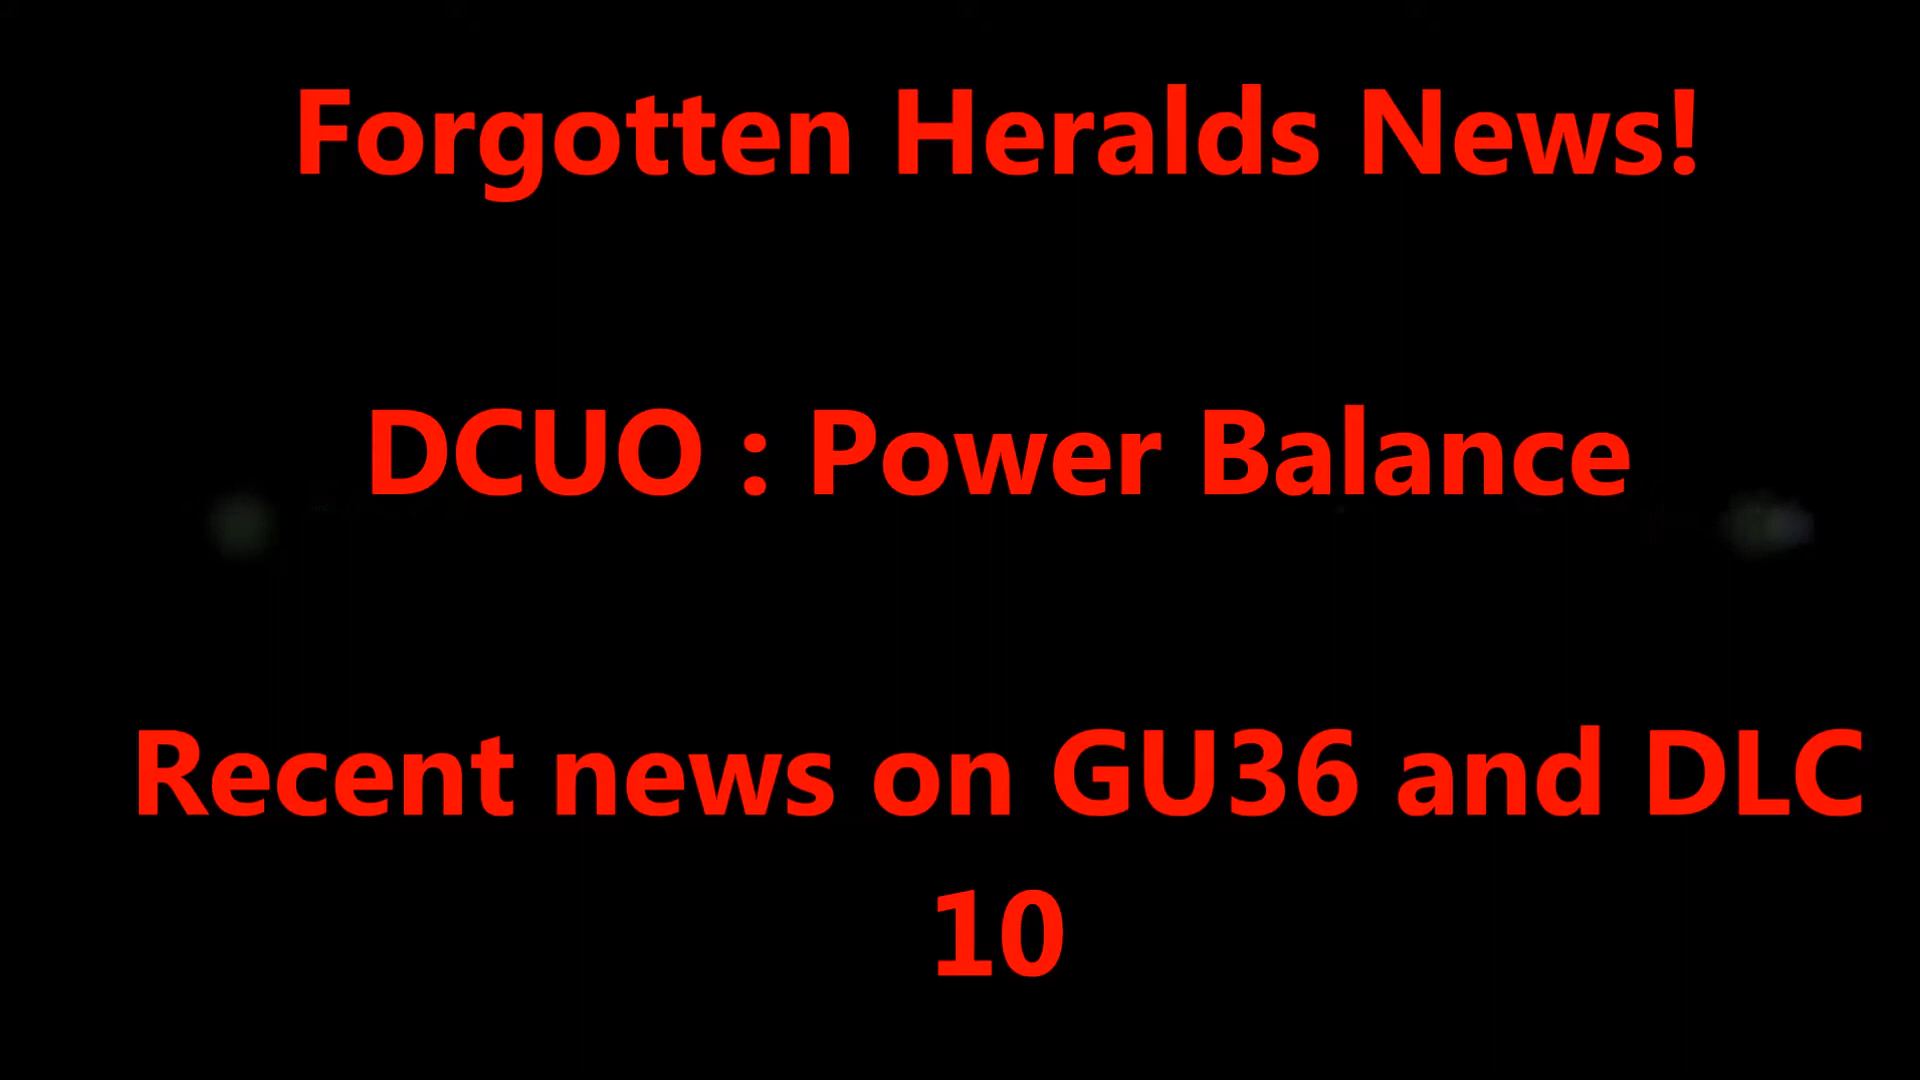 Forgotten Heralds News!
DCUO : Power Balance
Recent news on GU36 and DLC
10